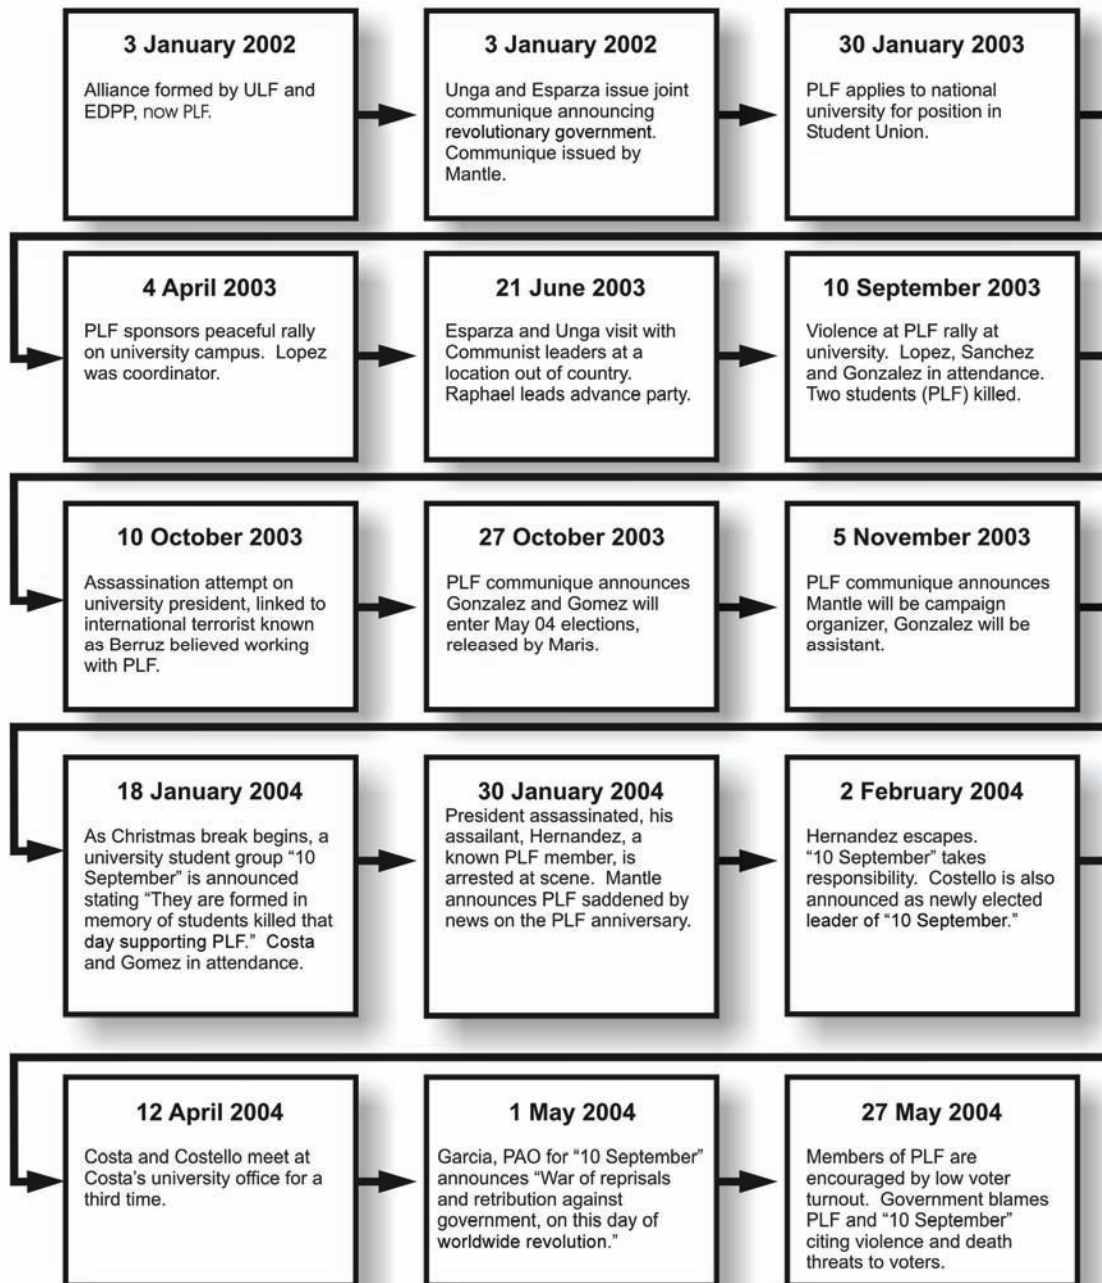 3 January 2002
Alliance formed by ULF and
EDPP, now PLF.
3 January 2002
Unga and Esparza issue joint
communique announcing
revolutionary government.
Communique issued by
Mantle.
30 January 2003
PLF applies to national
university for position in
Student Union.
4 April 2003
PLF sponsors peaceful rally
on university campus.  Lopez
was coordinator.
21 June 2003
Esparza and Unga visit with
Communist leaders at a
location out of country.
Raphael leads advance party.
10 September 2003
Violence at PLF rally at
university.  Lopez, Sanchez
and Gonzalez in attendance.
Two students (PLF) killed.
10 October 2003
Assassination attempt on
university president, linked to
international terrorist known
as Berruz believed working
with PLF.
27 October 2003
PLF communique announces
Gonzalez and Gomez will
enter May 04 elections,
released by Maris.
5 November 2003
PLF communique announces
Mantle will be campaign
organizer, Gonzalez will be
assistant.
18 January 2004
As Christmas break begins, a
university student group “10
September” is announced
stating “They are formed in
memory of students killed that
day supporting PLF.”  Costa
and Gomez in attendance.
30 January 2004
President assassinated, his
assailant, Hernandez, a
known PLF member, is
arrested at scene.  Mantle
announces PLF saddened by
news on the PLF anniversary.
2 February 2004
Hernandez escapes.
“10 September” takes
responsibility.  Costello is also
announced as newly elected
leader of “10 September.”
12 April 2004
Costa and Costello meet at
Costa’s university office for a
third time.
1 May 2004
Garcia, PAO for “10 September”
announces “War of reprisals
and retribution against
government, on this day of
worldwide revolution.”
27 May 2004
Members of PLF are
encouraged by low voter
turnout.  Government blames
PLF and “10 September”
citing violence and death
threats to voters.